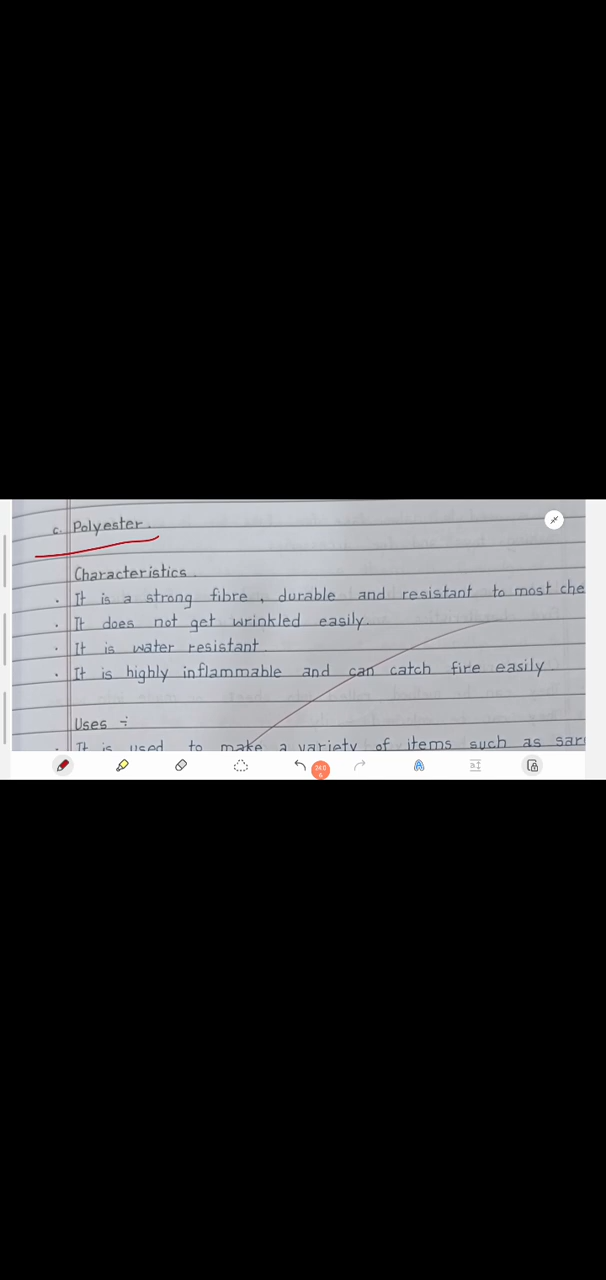 c. Polyester.
Characteristics.
. It is a strong fibre, durable and resistant to most che
. It does not get wrinkled easily.
. It is water resistant.
. It is highly inflammable and can catch fire easily
Uses ÷
. It is used to make a variety of items such as sar